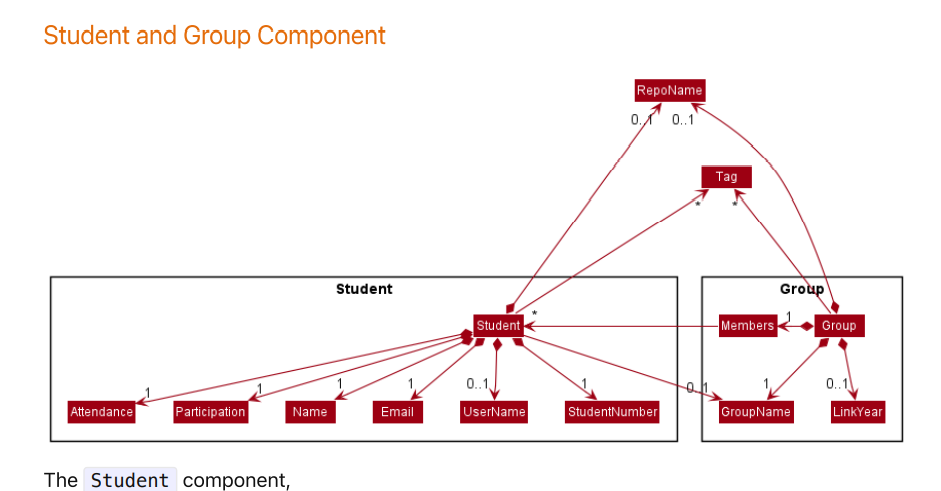 Student and Group Component
RepoName
0..1 0..1
Tag
* *
Student Group
*
Student Members 1 Group
1 1 1 1 0..1 1 0..1 1 0..1
Attendance Participation Name Email UserName StudentNumber GroupName LinkYear
The Student component,